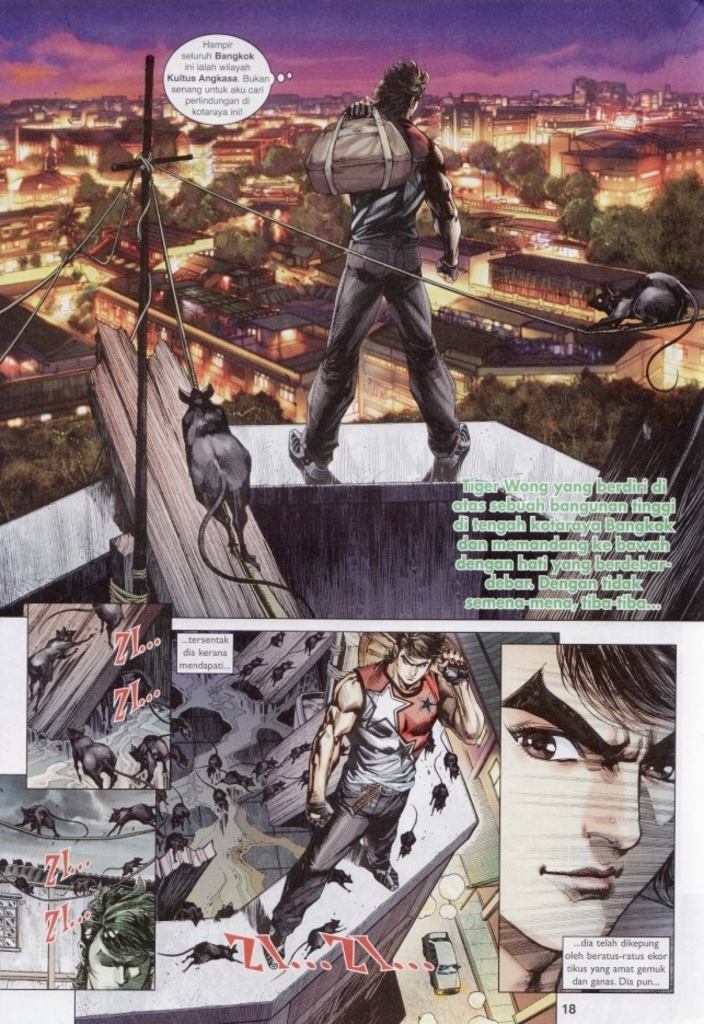 Hampir
seluruh Bangkok
ini ialah wilayah
Kultus Angkasa. Bukan
senang untuk aku cari
perlindungan di
kotaraya ini!
Tiger Wong yang berdiri di
atas sebuah bangunan tinggi
di tengah kotaraya Bangkok
dan memandang ke bawah
dengan hati yang berdebar-
debar. Dengan tidak
semena-mena, tiba-tiba...
ZI...
ZI...
ZI...
ZI...
...tersentak
dia kerana
mendapati...
ZI...ZI...
...dia telah dikepung
oleh beratus-ratus ekor
tikus yang amat gemuk
dan ganas. Dia pun...
18